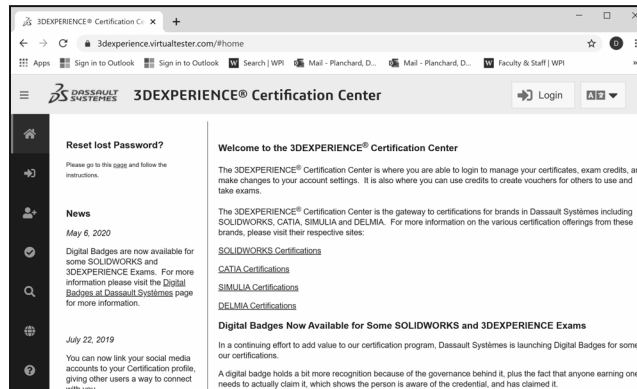 3DEXPERIENCE® Certification Ce
3dexperience.virtualtester.com/#home
D
Apps
Sign in to Outlook
Sign in to Outlook
Search | WPI
Mail - Planchard, D...
Mail - Planchard, D...
Faculty & Staff | WPI
»
DASSAULT
SYSTEMES
3DEXPERIENCE® Certification Center
Login
Reset lost Password?
Please go to this page and follow the
instructions.
News
May 6, 2020
Digital Badges are now available for
some SOLIDWORKS and
3DEXPERIENCE Exams. For more
information please visit the Digital
Badges at Dassault Systèmes page
for more information.
July 22, 2019
You can now link your social media
accounts to your Certification profile,
giving other users a way to connect
with you
Welcome to the 3DEXPERIENCE® Certification Center
The 3DEXPERIENCE® Certification Center is where you are able to login to manage your certificates, exam credits, a
make changes to your account settings. It is also where you can use credits to create vouchers for others to use and
take exams.
The 3DEXPERIENCE® Certification Center is the gateway to certifications for brands in Dassault Systèmes including
SOLIDWORKS, CATIA, SIMULIA and DELMIA. For more information on the various certification offerings from these
brands, please visit their respective sites:
SOLIDWORKS Certifications
CATIA Certifications
SIMULIA Certifications
DELMIA Certifications
Digital Badges Now Available for Some SOLIDWORKS and 3DEXPERIENCE Exams
In a continuing effort to add value to our certification program, Dassault Systèmes is launching Digital Badges for some
our certifications.
A digital badge holds a bit more recognition because of the governance behind it, plus the fact that anyone earning one
needs to actually claim it, which shows the person is aware of the credential, and has claimed it.